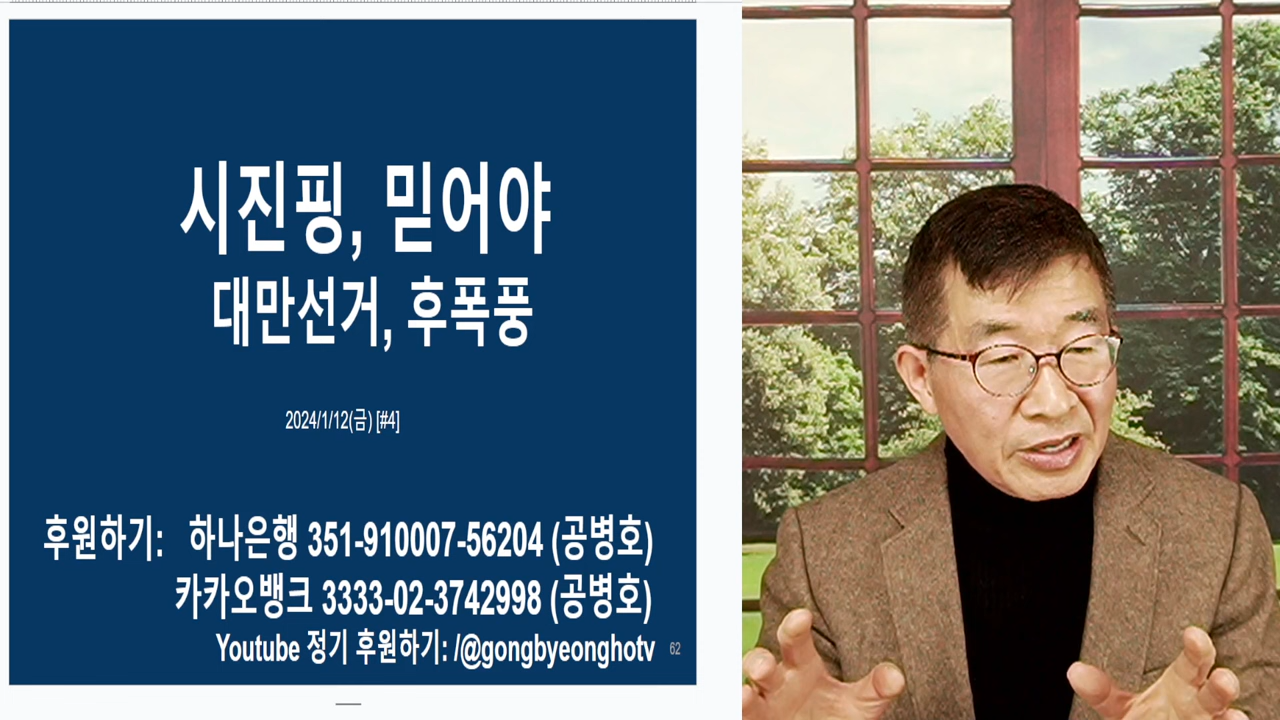 시진핑, 믿어야
대만선거, 후폭풍
2024/1/12(금) [#4]
후원하기: 하나은행 351-910007-56204 (공병호)
카카오뱅크 3333-02-3742998 (공병호)
Youtube 정기 후원하기: /@gongbyeonghotv
62